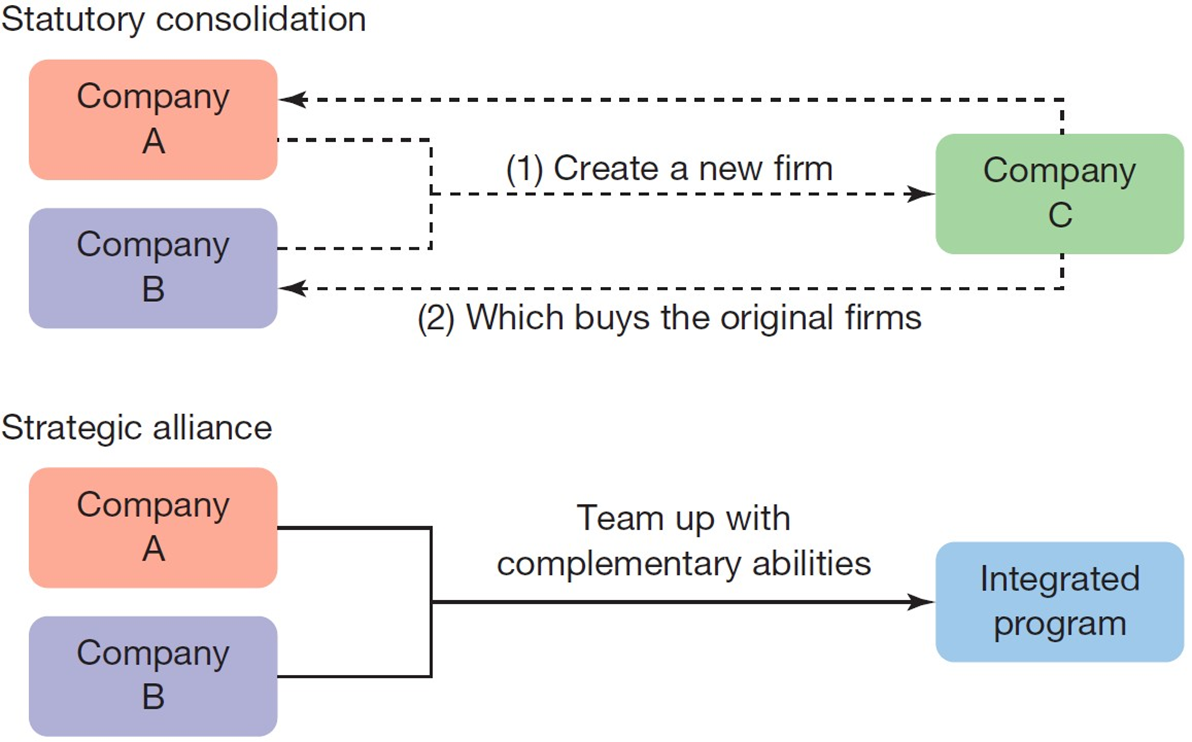 Statutory consolidation
Company
A
(1) Create a new firm
Company
C
Company
B
(2) Which buys the original firms
Strategic alliance
Company
A
Team up with
complementary abilities
Integrated
program
Company
B